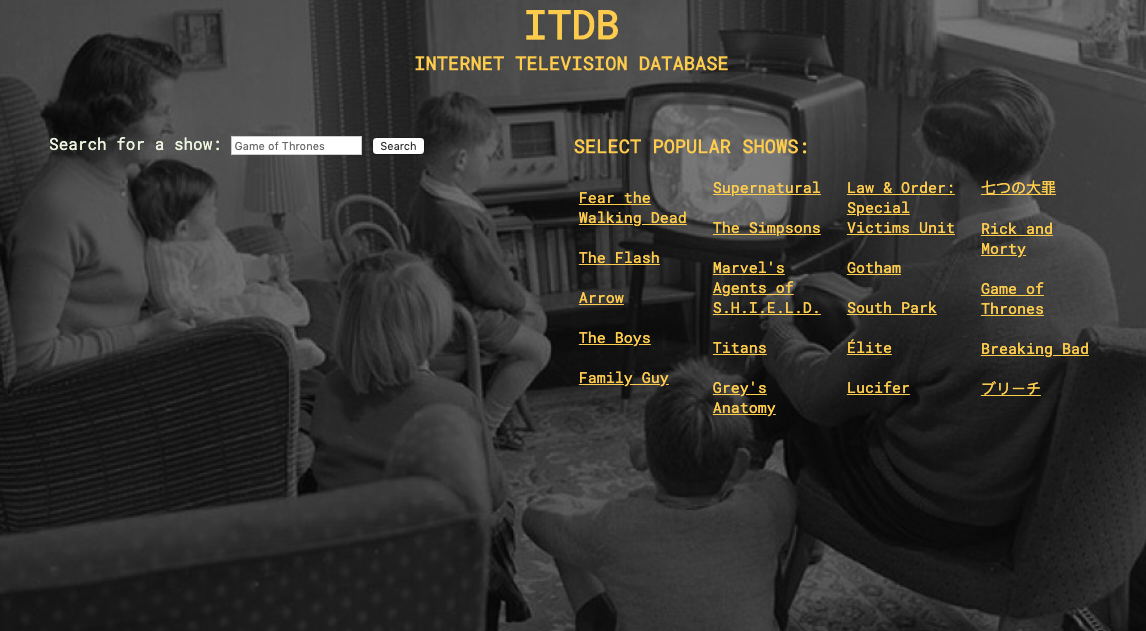 ITDB
INTERNET TELEVISION DATABASE
Search for a show:
Game of Thrones
Search
SELECT POPULAR SHOWS:
Fear the
Walking Dead
The Flash
Arrow
The Boys
Family Guy
Supernatural
The Simpsons
Marvel's
Agents of
S.H.I.E.L.D.
Titans
Grey's
Anatomy
Law & Order:
Special
Victims Unit
Gotham
South Park
Élite
Lucifer
七つの大罪
Rick and
Morty
Game of
Thrones
Breaking Bad
ブリーチ